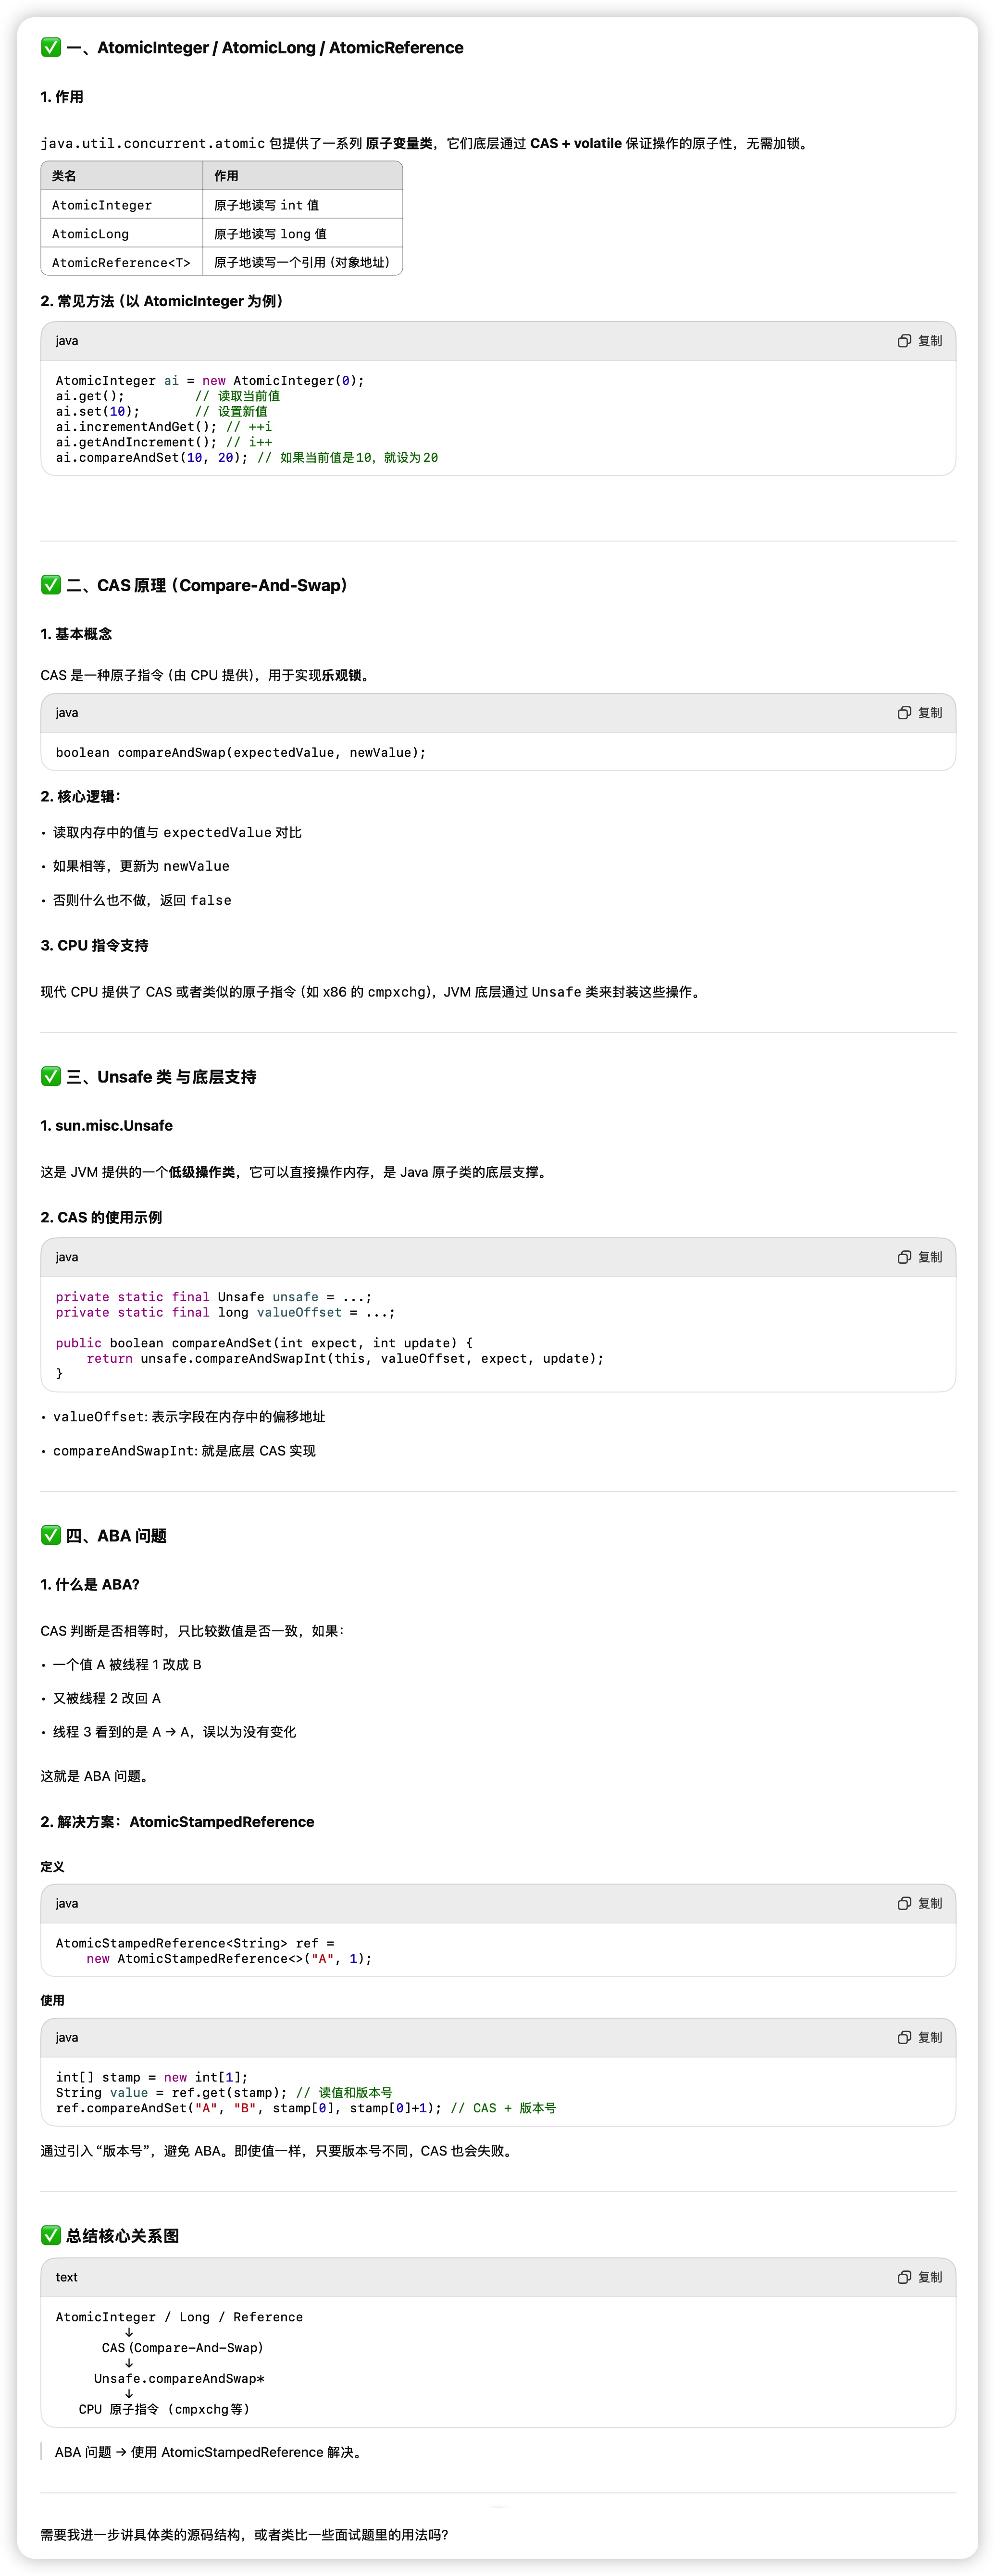 ✅ 一、AtomicInteger / AtomicLong / AtomicReference
1. 作用
java.util.concurrent.atomic 包提供了一系列 原子变量类，它们底层通过 CAS + volatile 保证操作的原子性，无需加锁。
类名 作用
AtomicInteger 原子地读写 int 值
AtomicLong 原子地读写 long 值
AtomicReference<T> 原子地读写一个引用（对象地址）
2. 常见方法（以 AtomicInteger 为例）
java 复制
AtomicInteger ai = new AtomicInteger(0);
ai.get();         // 读取当前值
ai.set(10);       // 设置新值
ai.incrementAndGet(); // ++i
ai.getAndIncrement(); // i++
ai.compareAndSet(10, 20); // 如果当前值是10，就设为20
✅ 二、CAS 原理（Compare-And-Swap）
1. 基本概念
CAS 是一种原子指令（由 CPU 提供），用于实现乐观锁。
java 复制
boolean compareAndSwap(expectedValue, newValue);
2. 核心逻辑：
• 读取内存中的值与 expectedValue 对比
• 如果相等，更新为 newValue
• 否则什么也不做，返回 false
3. CPU 指令支持
现代 CPU 提供了 CAS 或者类似的原子指令（如 x86 的 cmpxchg），JVM 底层通过 Unsafe 类来封装这些操作。
✅ 三、Unsafe 类 与底层支持
1. sun.misc.Unsafe
这是 JVM 提供的一个低级操作类，它可以直接操作内存，是 Java 原子类的底层支撑。
2. CAS 的使用示例
java 复制
private static final Unsafe unsafe = ...;
private static final long valueOffset = ...;
public boolean compareAndSet(int expect, int update) {
    return unsafe.compareAndSwapInt(this, valueOffset, expect, update);
}
• valueOffset: 表示字段在内存中的偏移地址
• compareAndSwapInt: 就是底层 CAS 实现
✅ 四、ABA 问题
1. 什么是 ABA?
CAS 判断是否相等时，只比较数值是否一致，如果：
• 一个值 A 被线程 1 改成 B
• 又被线程 2 改回 A
• 线程 3 看到的是 A → A，误以为没有变化
这就是 ABA 问题。
2. 解决方案：AtomicStampedReference
定义
java 复制
AtomicStampedReference<String> ref =
    new AtomicStampedReference<>("A", 1);
使用
java 复制
int[] stamp = new int[1];
String value = ref.get(stamp); // 读值和版本号
ref.compareAndSet("A", "B", stamp[0], stamp[0]+1); // CAS + 版本号
通过引入 “版本号”，避免 ABA。即使值一样，只要版本号不同，CAS 也会失败。
✅ 总结核心关系图
text 复制
AtomicInteger / Long / Reference
↓
CAS（Compare-And-Swap）
↓
Unsafe.compareAndSwap*
↓
CPU 原子指令（cmpxchg等）
ABA 问题 → 使用 AtomicStampedReference 解决。
需要我进一步讲具体类的源码结构，或者类比一些面试题里的用法吗?